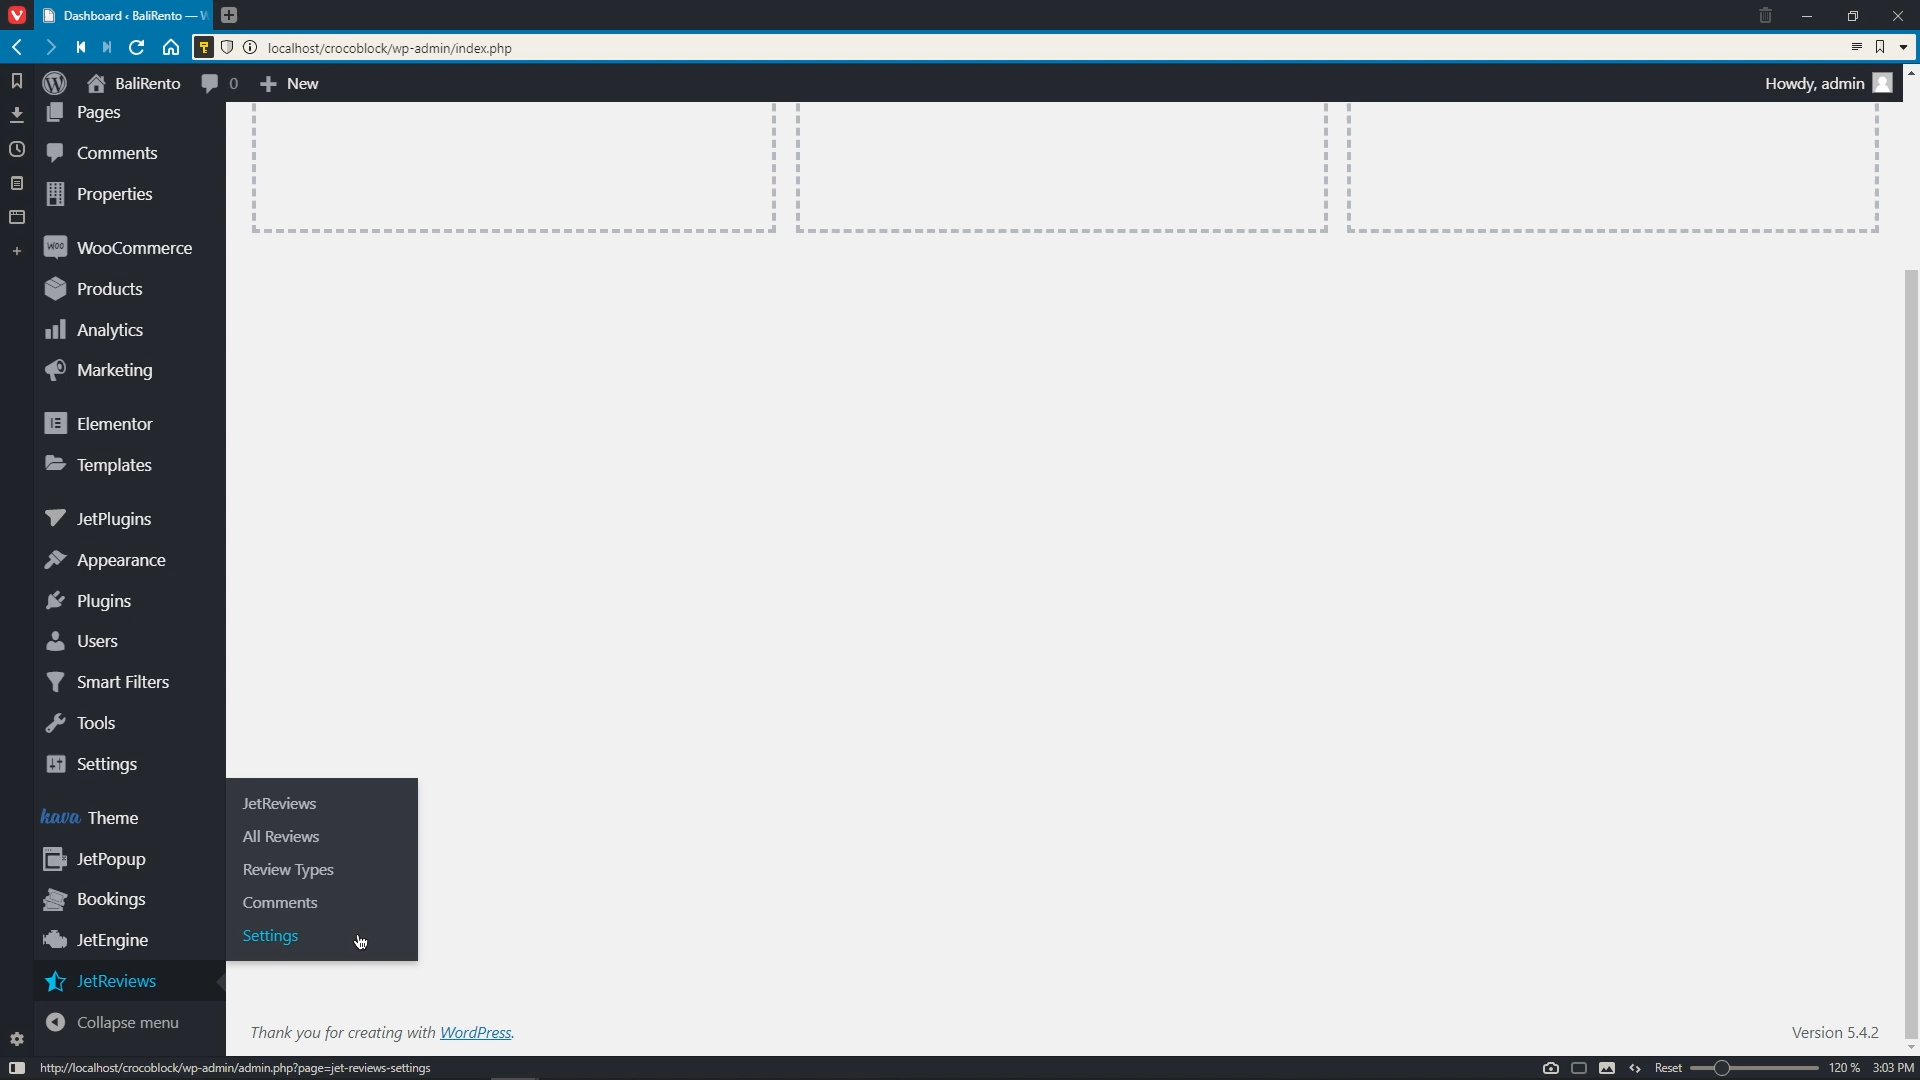 Dashboard ‹ BaliRento — W
localhost/crocoblock/wp-admin/index.php
BaliRento 0 New
Howdy, admin
Pages
Comments
Properties
WOO WooCommerce
Products
Analytics
Marketing
Elementor
Templates
JetPlugins
Appearance
Plugins
Users
Smart Filters
Tools
Settings
kava Theme
JetPopup
Bookings
JetEngine
JetReviews
Collapse menu
JetReviews
All Reviews
Review Types
Comments
Settings
Thank you for creating with WordPress.
Version 5.4.2
http://localhost/crocoblock/wp-admin/admin.php?page=jet-reviews-settings
Reset 120 % 3:03 PM